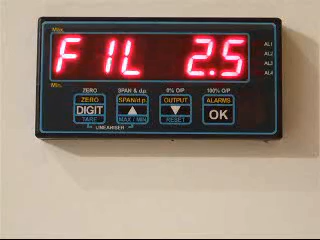 Max.
FIL 2.5
AL1
AL2
AL3
AL4
Min.
ZERO SPAN & d.p. 0% O/P 100% O/P
ZERO SPAN/d.p. OUTPUT ALARMS
DIGIT OK
TARE MAX / MIN RESET
LINEARISER